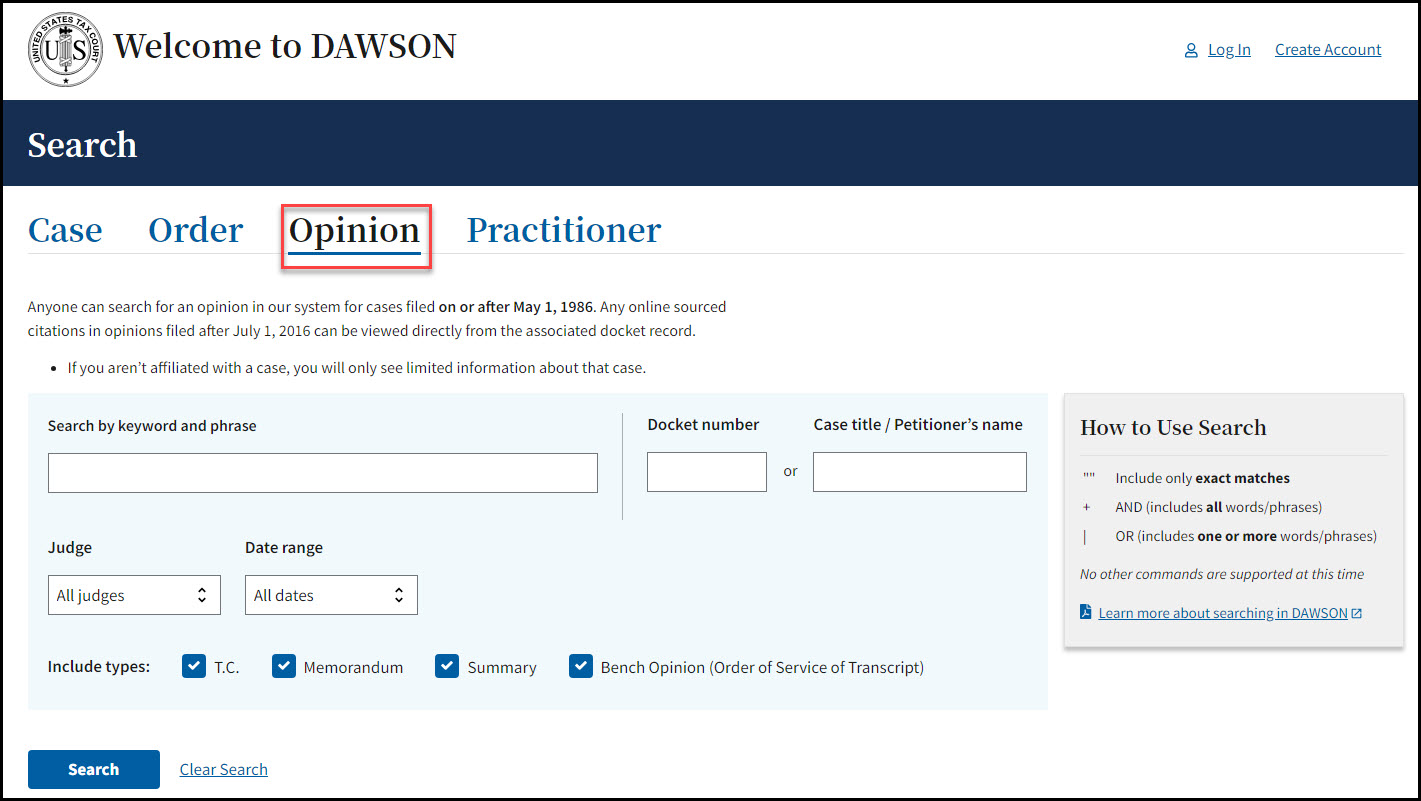 UNITED STATES TAX COURT
US
Welcome to DAWSON
Log In
Create Account
Search
Case
Order
Opinion
Practitioner
Anyone can search for an opinion in our system for cases filed on or after May 1, 1986. Any online sourced
citations in opinions filed after July 1, 2016 can be viewed directly from the associated docket record.
• If you aren’t affiliated with a case, you will only see limited information about that case.
Search by keyword and phrase
Docket number
or
Case title / Petitioner’s name
Judge
All judges
Date range
All dates
Include types:
T.C.
Memorandum
Summary
Bench Opinion (Order of Service of Transcript)
How to Use Search
"" Include only exact matches
+ AND (includes all words/phrases)
| OR (includes one or more words/phrases)
No other commands are supported at this time
Learn more about searching in DAWSON
Search
Clear Search